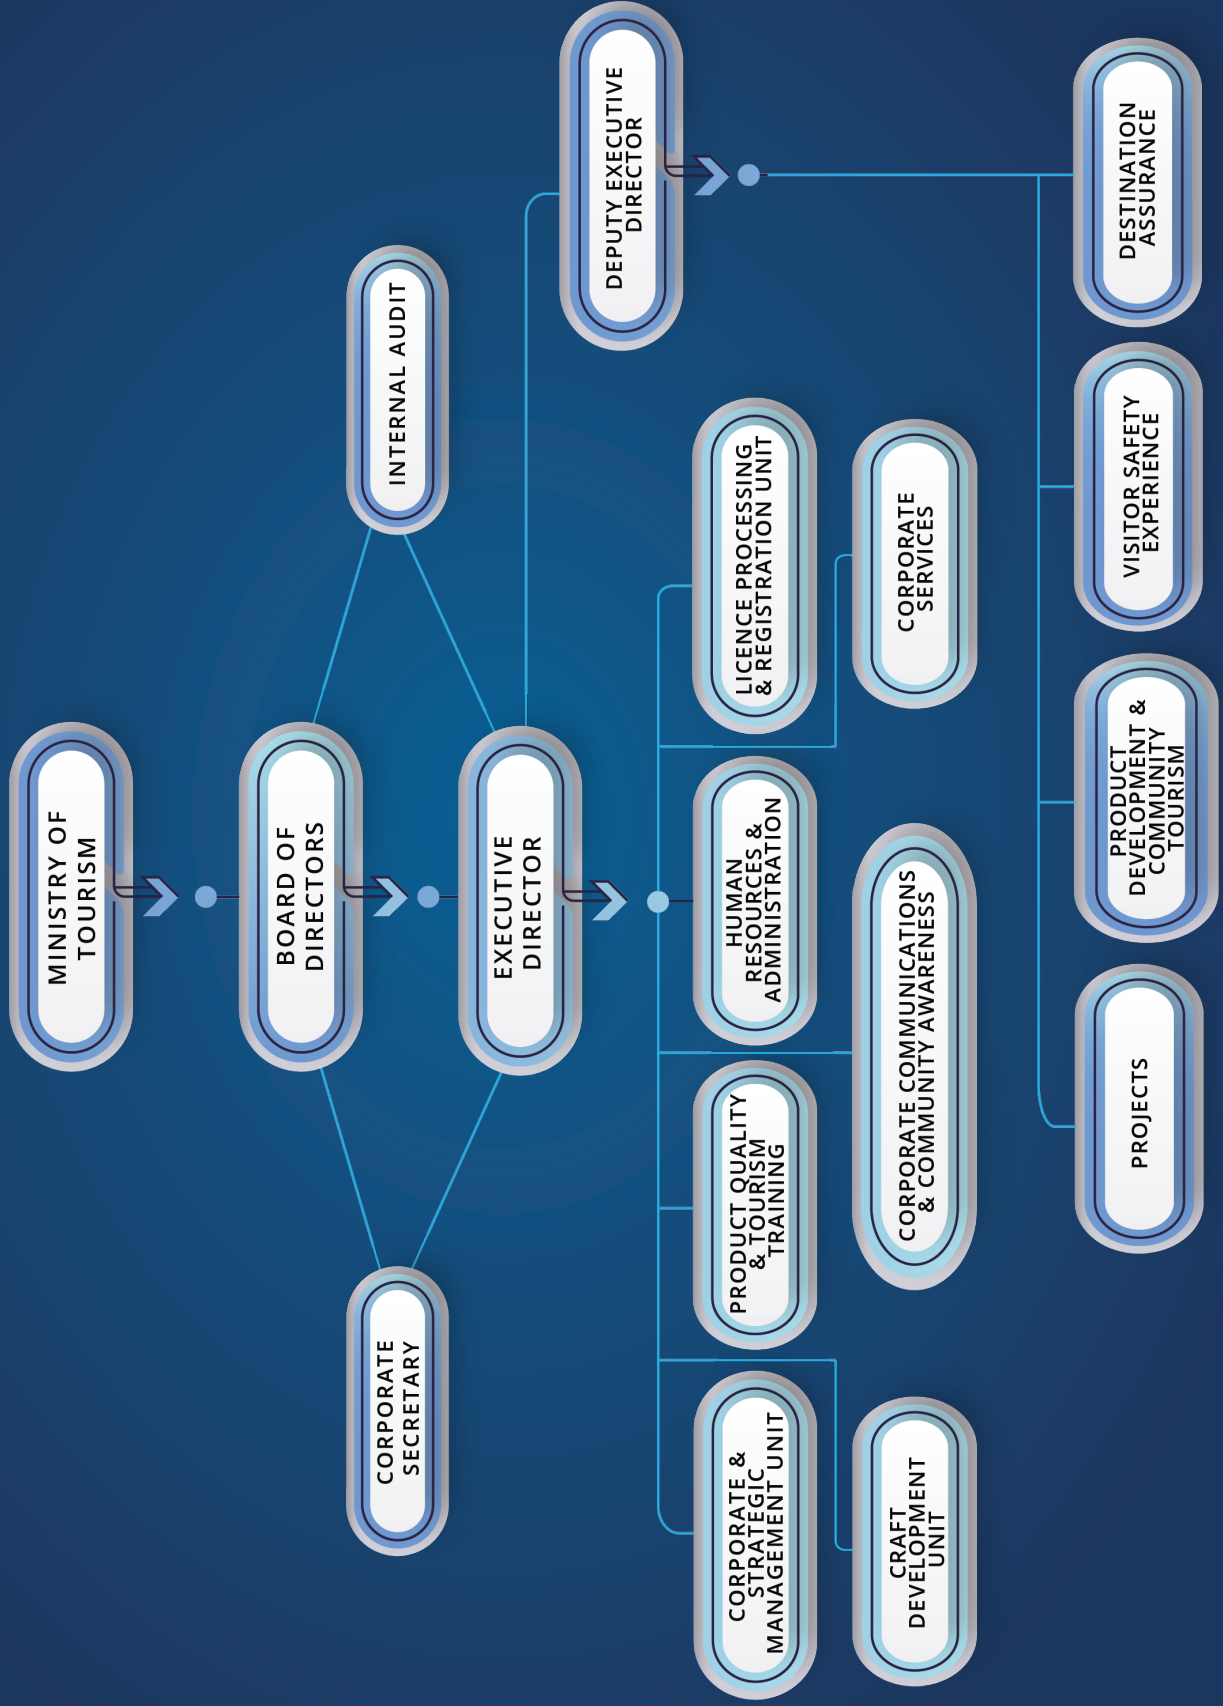 MINISTRY OF
TOURISM
BOARD OF
DIRECTORS
CORPORATE
SECRETARY
INTERNAL AUDIT
EXECUTIVE
DIRECTOR
DEPUTY EXECUTIVE
DIRECTOR
CORPORATE &
STRATEGIC
MANAGEMENT UNIT
PRODUCT QUALITY
& TOURISM
TRAINING
HUMAN
RESOURCES &
ADMINISTRATION
LICENCE PROCESSING
& REGISTRATION UNIT
CRAFT
DEVELOPMENT
UNIT
CORPORATE COMMUNICATIONS
& COMMUNITY AWARENESS
CORPORATE
SERVICES
PROJECTS
PRODUCT
DEVELOPMENT &
COMMUNITY
TOURISM
VISITOR SAFETY
EXPERIENCE
DESTINATION
ASSURANCE